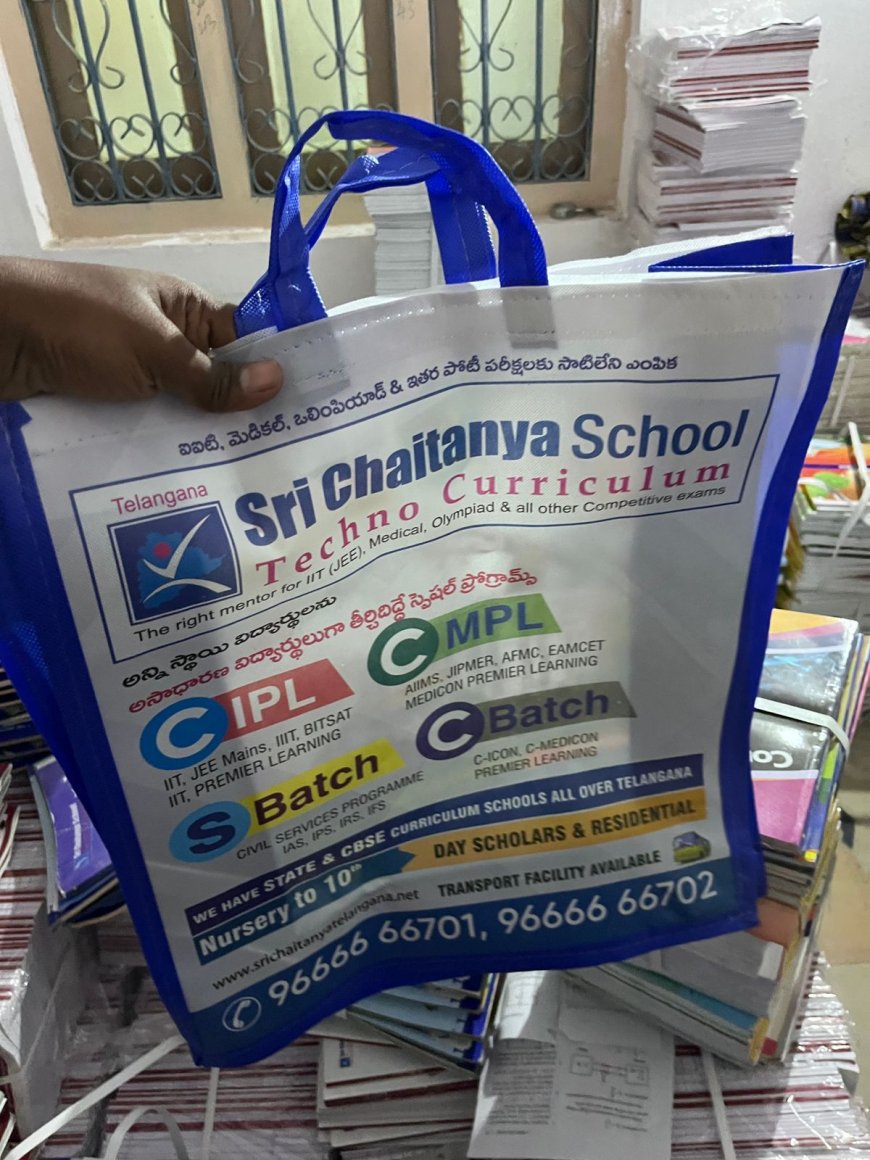 ఐఐటి, మెడికల్, ఒలింపియాడ్ & ఇతర పోటీ పరీక్షలకు సాటిలేని ఎంపిక
Telangana
Sri Chaitanya School
Techno Curriculum
The right mentor for IIT (JEE), Medical, Olympiad & all other Competitive exams
అన్ని స్థాయి విద్యార్థులను
అసాధారణ విద్యార్థులుగా తీర్చిదిద్దే స్పెషల్ ప్రోగ్రామ్స్
C IPL
IIT, JEE Mains, IIIT, BITSAT
IIT, PREMIER LEARNING
C MPL
AIIMS, JIPMER, AFMC, EAMCET
MEDICON PREMIER LEARNING
S Batch
CIVIL SERVICES PROGRAMME
IAS, IPS, IRS, IFS
C Batch
C-ICON, C-MEDICON
PREMIER LEARNING
WE HAVE STATE & CBSE CURRICULUM SCHOOLS ALL OVER TELANGANA
Nursery to 10th
DAY SCHOLARS & RESIDENTIAL
www.srichaitanyatelangana.net
TRANSPORT FACILITY AVAILABLE
96666 66701, 96666 66702